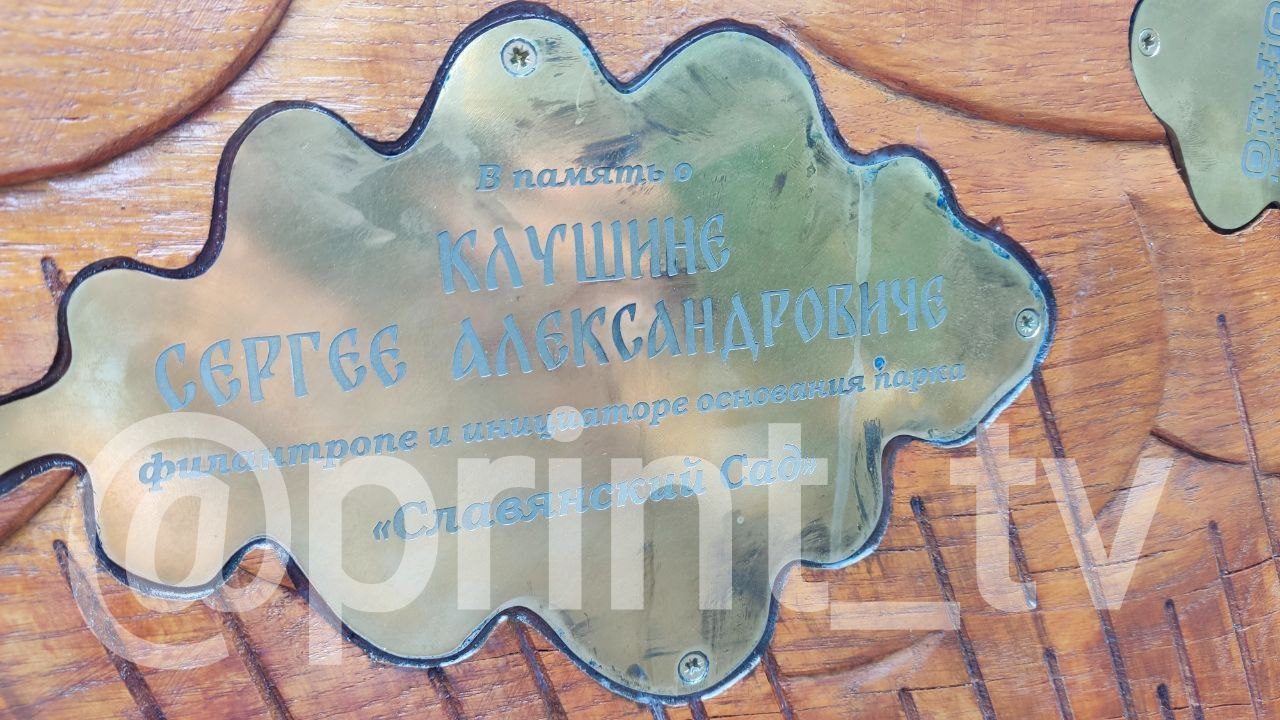 В память о
КЛУШИНЕ
СЕРГЕЕ АЛЕКСАНДРОВИЧЕ
филантропе и инициаторе основания парка
«Славянский Сад»
@print_tv